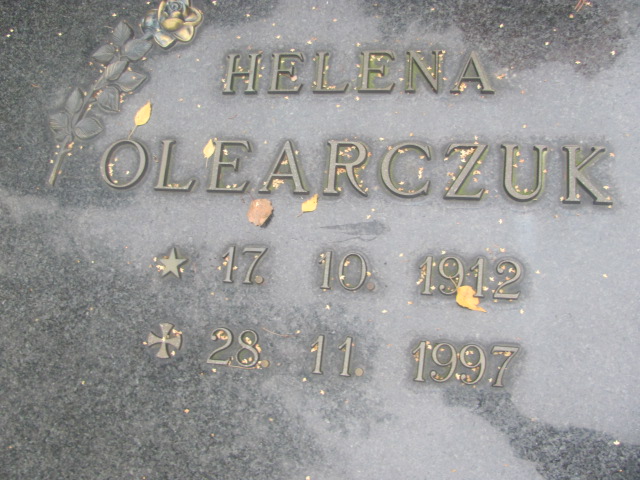 HELENA
OLEARCZUK
17. 10. 1912
28. 11. 1997